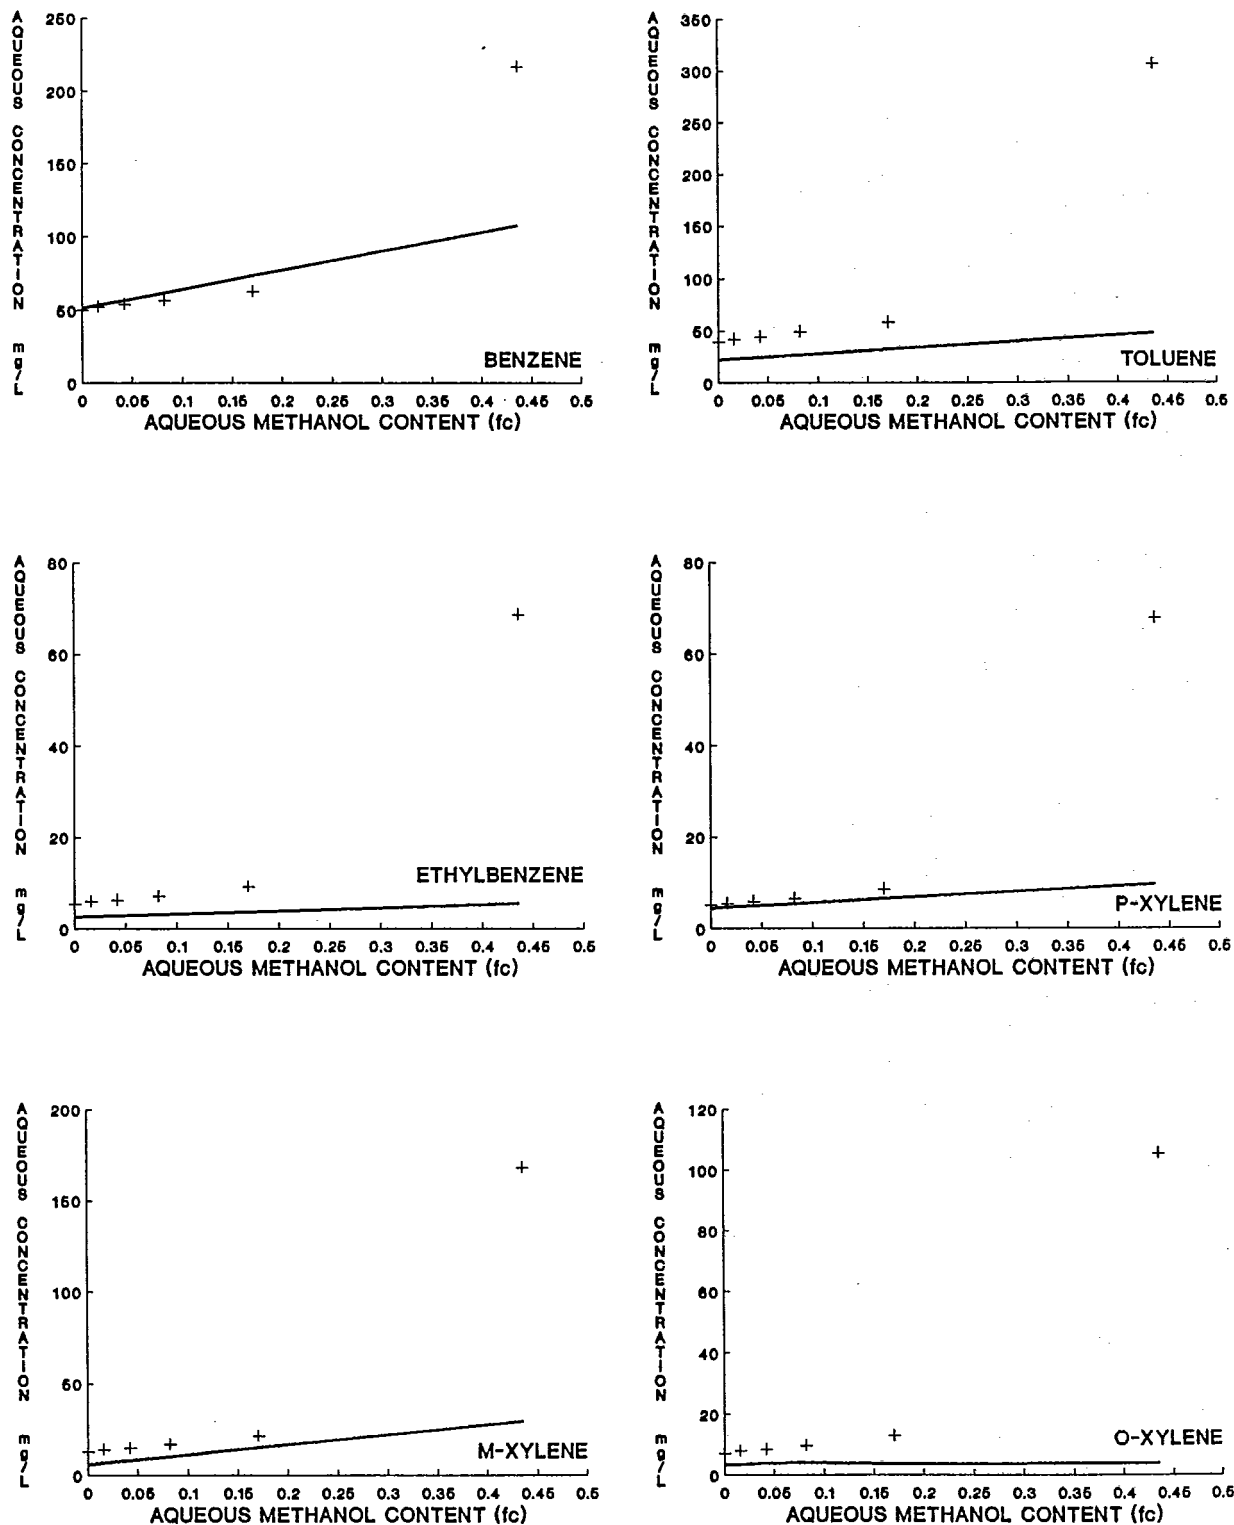 AQUEOUS CONCENTRATION mg/L
250
200
150
100
50
0
BENZENE
0 0.05 0.1 0.15 0.2 0.25 0.3 0.35 0.4 0.45 0.5
AQUEOUS METHANOL CONTENT (fc)
AQUEOUS CONCENTRATION mg/L
350
300
250
200
150
100
50
0
TOLUENE
0 0.05 0.1 0.15 0.2 0.25 0.3 0.35 0.4 0.45 0.5
AQUEOUS METHANOL CONTENT (fc)
AQUEOUS CONCENTRATION mg/L
80
60
40
20
0
ETHYLBENZENE
0 0.05 0.1 0.15 0.2 0.25 0.3 0.35 0.4 0.45 0.5
AQUEOUS METHANOL CONTENT (fc)
AQUEOUS CONCENTRATION mg/L
80
60
40
20
0
P-XYLENE
0 0.05 0.1 0.15 0.2 0.25 0.3 0.35 0.4 0.45 0.5
AQUEOUS METHANOL CONTENT (fc)
AQUEOUS CONCENTRATION mg/L
200
150
100
50
0
M-XYLENE
0 0.05 0.1 0.15 0.2 0.25 0.3 0.35 0.4 0.45 0.5
AQUEOUS METHANOL CONTENT (fc)
AQUEOUS CONCENTRATION mg/L
120
100
80
60
40
20
0
O-XYLENE
0 0.05 0.1 0.15 0.2 0.25 0.3 0.35 0.4 0.45 0.5
AQUEOUS METHANOL CONTENT (fc)